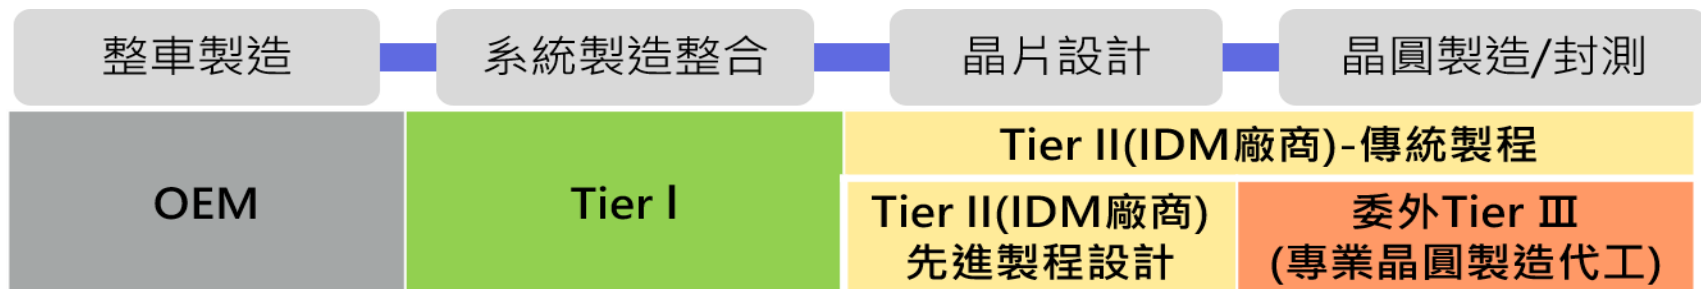 整車製造
系統製造整合
晶片設計
晶圓製造/封測
OEM
Tier Ⅰ
Tier II(IDM廠商)-傳統製程
Tier II(IDM廠商)
先進製程設計
委外Tier Ⅲ
(專業晶圓製造代工)